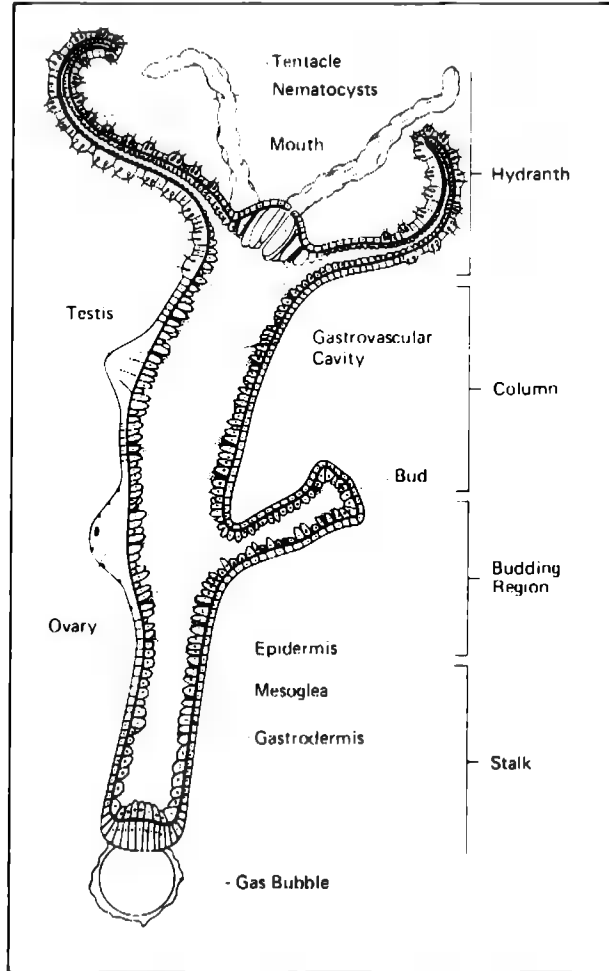 Tentacle
Nematocysts
Mouth
Hydranth
Testis
Gastrovascular
Cavity
Column
Bud
Budding
Region
Ovary
Epidermis
Mesoglea
Gastrodermis
Stalk
- Gas Bubble